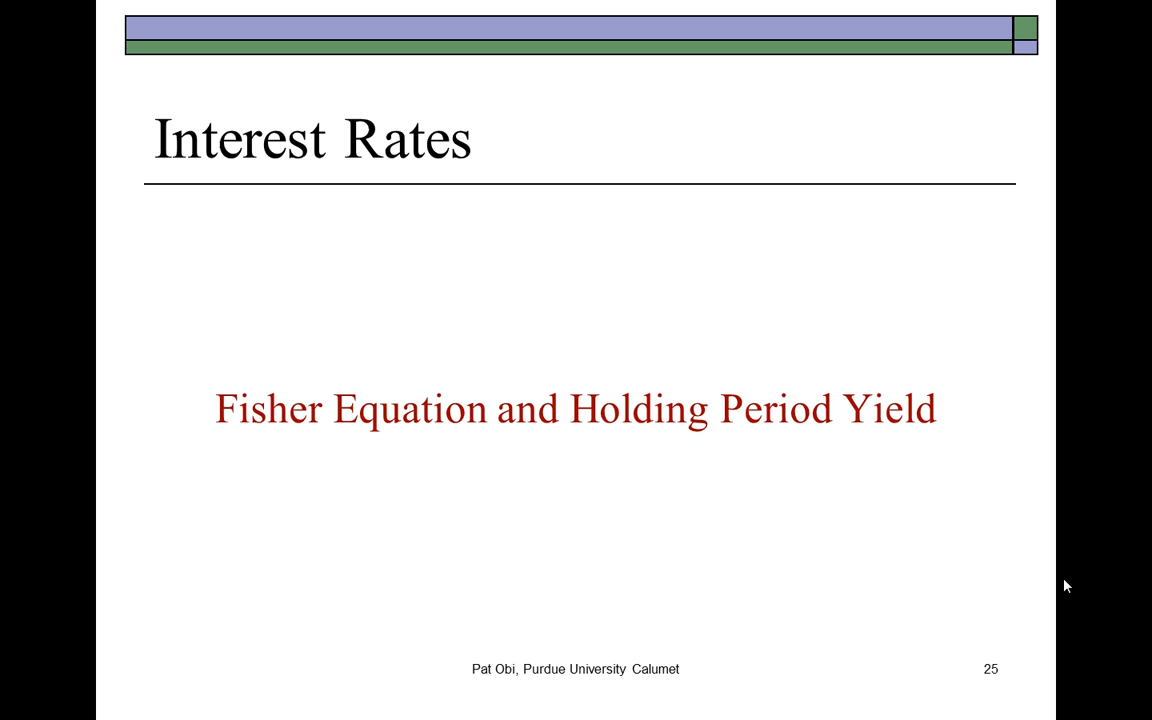 Interest Rates
Fisher Equation and Holding Period Yield
Pat Obi, Purdue University Calumet
25